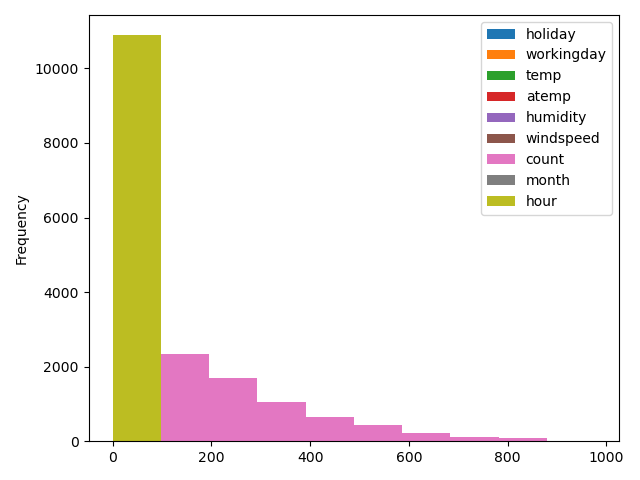 holiday
workingday
temp
atemp
humidity
windspeed
count
month
hour
Frequency
10000
8000
6000
4000
2000
0
0 200 400 600 800 1000